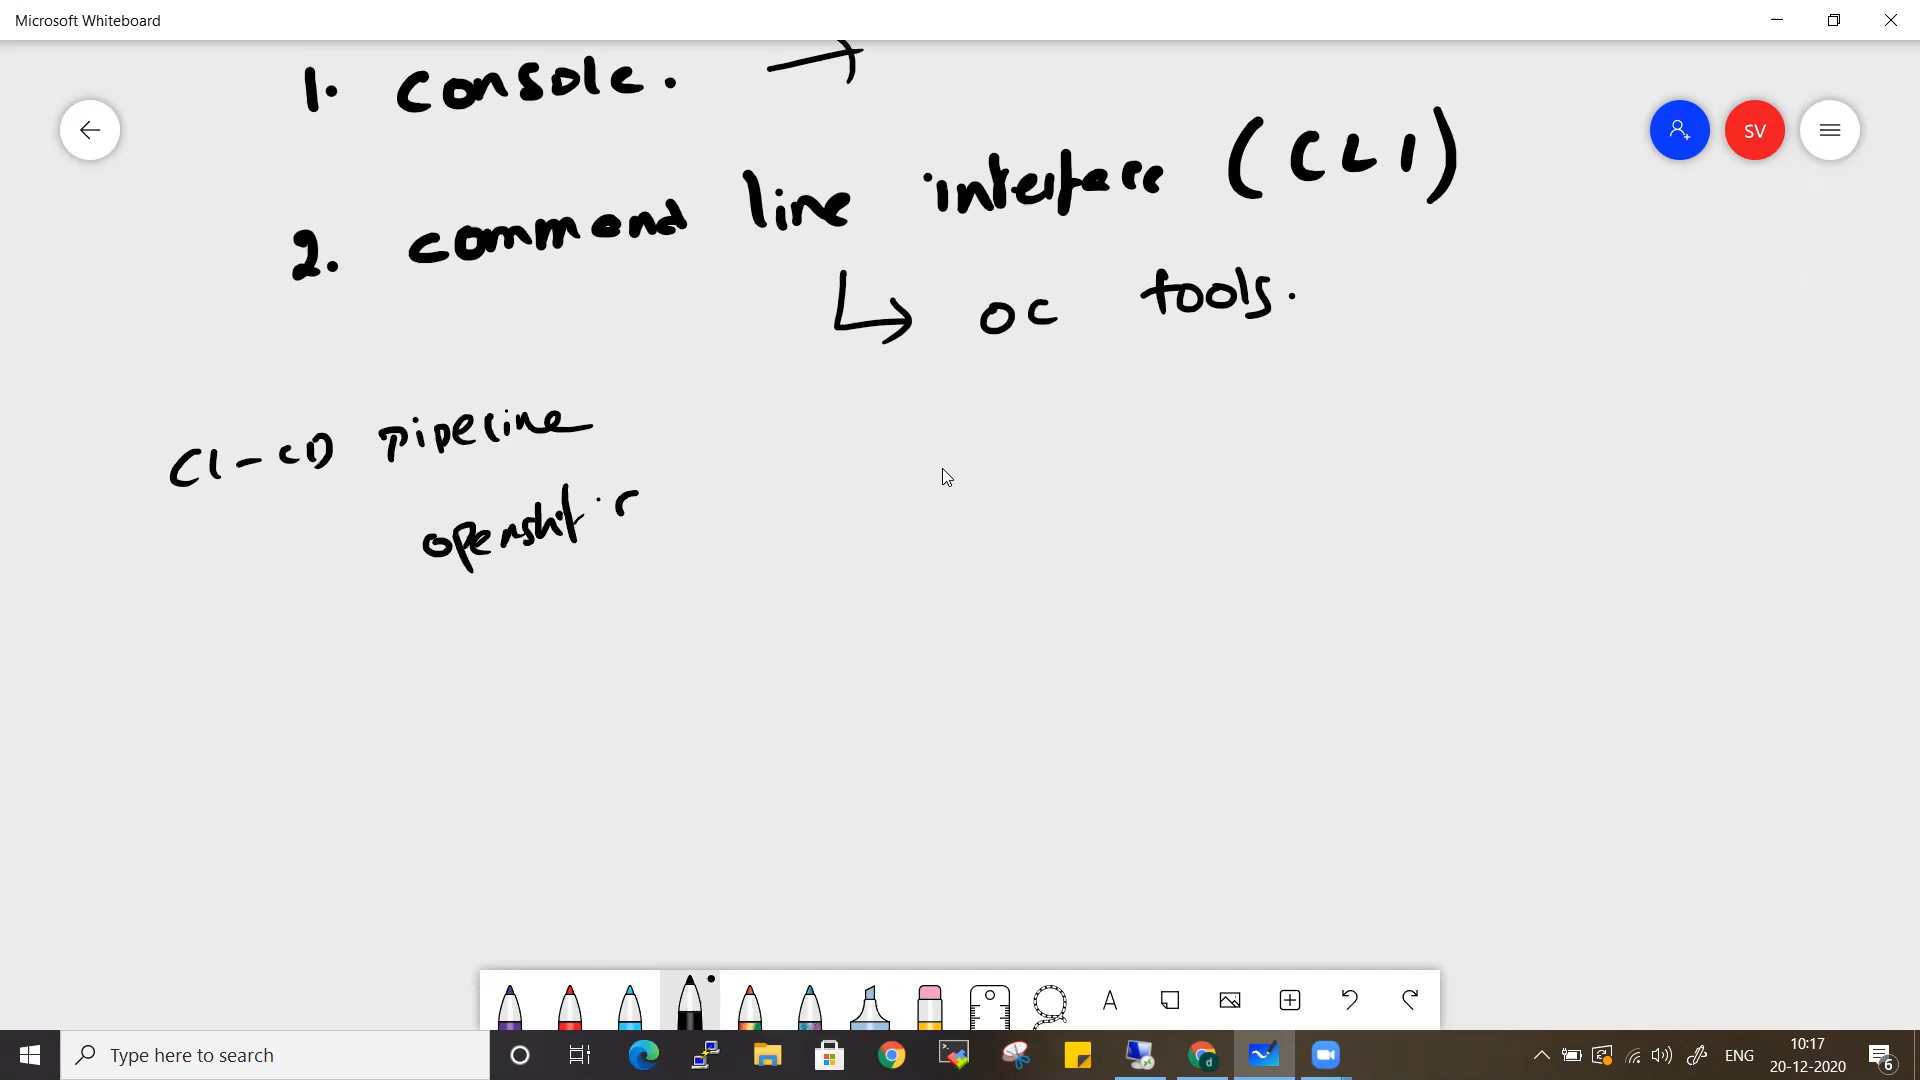 Microsoft Whiteboard
1. console.
SV
2. command line interface (CLI)
oc tools.
CI-CD pipeline
openshift
A
Type here to search
ENG
10:17
20-12-2020
6